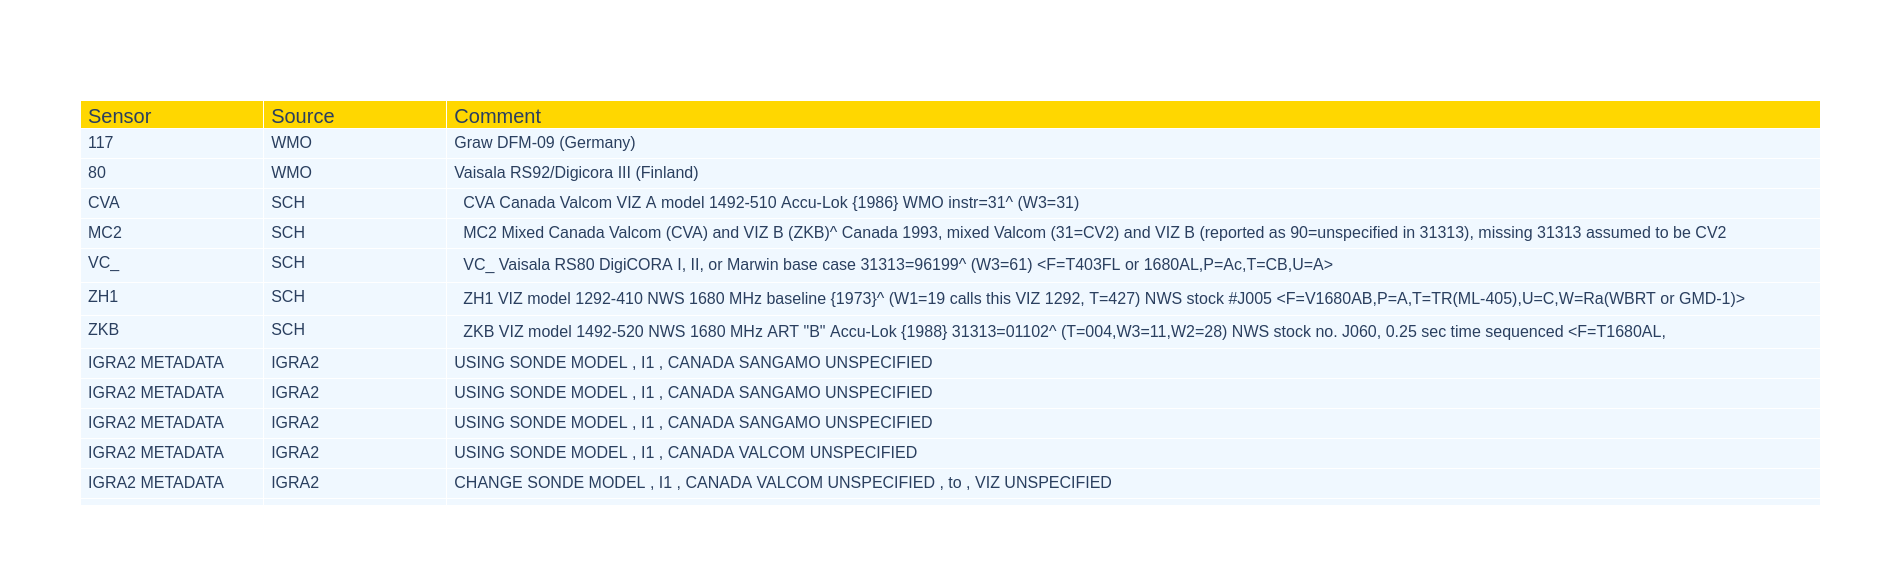 Sensor Source Comment
117 WMO Graw DFM-09 (Germany)
80 WMO Vaisala RS92/Digicora III (Finland)
CVA SCH CVA Canada Valcom VIZ A model 1492-510 Accu-Lok {1986} WMO instr=31^ (W3=31)
MC2 SCH MC2 Mixed Canada Valcom (CVA) and VIZ B (ZKB)^ Canada 1993, mixed Valcom (31=CV2) and VIZ B (reported as 90=unspecified in 31313), missing 31313 assumed to be CV2
VC_ SCH VC_ Vaisala RS80 DigiCORA I, II, or Marwin base case 31313=96199^ (W3=61) <F=T403FL or 1680AL,P=Ac,T=CB,U=A>
ZH1 SCH ZH1 VIZ model 1292-410 NWS 1680 MHz baseline {1973}^ (W1=19 calls this VIZ 1292, T=427) NWS stock #J005 <F=V1680AB,P=A,T=TR(ML-405),U=C,W=Ra(WBRT or GMD-1)>
ZKB SCH ZKB VIZ model 1492-520 NWS 1680 MHz ART "B" Accu-Lok {1988} 31313=01102^ (T=004,W3=11,W2=28) NWS stock no. J060, 0.25 sec time sequenced <F=T1680AL,
IGRA2 METADATA IGRA2 USING SONDE MODEL , I1 , CANADA SANGAMO UNSPECIFIED
IGRA2 METADATA IGRA2 USING SONDE MODEL , I1 , CANADA SANGAMO UNSPECIFIED
IGRA2 METADATA IGRA2 USING SONDE MODEL , I1 , CANADA SANGAMO UNSPECIFIED
IGRA2 METADATA IGRA2 USING SONDE MODEL , I1 , CANADA VALCOM UNSPECIFIED
IGRA2 METADATA IGRA2 CHANGE SONDE MODEL , I1 , CANADA VALCOM UNSPECIFIED , to , VIZ UNSPECIFIED